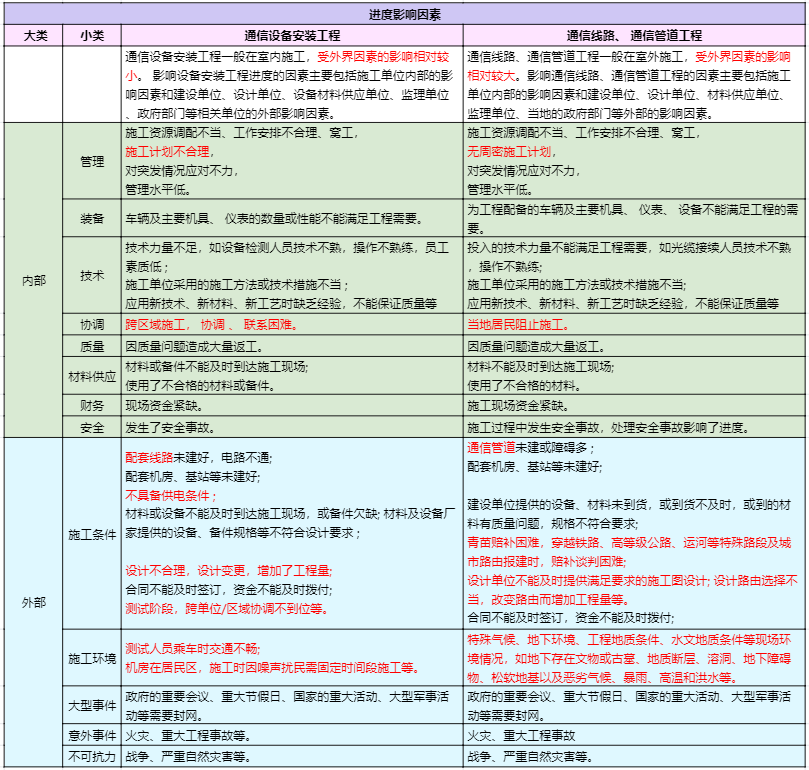 进度影响因素
大类 小类 通信设备安装工程 通信线路、 通信管道工程
通信设备安装工程一般在室内施工，受外界因素的影响相对较
小。 影响设备安装工程进度的因素主要包括施工单位内部的影
响因素和建设单位、设计单位、设备材料供应单位、监理单位
、政府部门等相关单位的外部影响因素。
通信线路、通信管道工程一般在室外施工，受外界因素的影响
相对较大。影响通信线路、通信管道工程的因素主要包括施工
单位内部的影响因素和建设单位、设计单位、材料供应单位、
监理单位、当地的政府部门等外部的影响因素。
内部
管理
施工资源调配不当、工作安排不合理、窝工，
施工计划不合理，
对突发情况应对不力，
管理水平低。
施工资源调配不当、工作安排不合理、窝工，
无周密施工计划，
对突发情况应对不力，
管理水平低。
装备
车辆及主要机具、 仪表的数量或性能不能满足工程需要。
为工程配备的车辆及主要机具、 仪表、 设备不能满足工程的需
要。
技术
技术力量不足，如设备检测人员技术不熟，操作不熟练，员工
素质低；
施工单位采用的施工方法或技术措施不当；
应用新技术、新材料、新工艺时缺乏经验，不能保证质量等
投入的技术力量不能满足工程需要，如光缆接续人员技术不熟
，操作不熟练;
施工单位采用的施工方法或技术措施不当;
应用新技术、新材料、新工艺时缺乏经验，不能保证质量等
协调
跨区域施工， 协调 、 联系困难。
当地居民阻止施工。
质量
因质量问题造成大量返工。
因质量问题造成大量返工。
材料供应
材料或备件不能及时到达施工现场;
使用了不合格的材料或备件。
材料不能及时到达施工现场;
使用了不合格的材料。
财务
现场资金紧缺。
施工现场资金紧缺。
安全
发生了安全事故。
施工过程中发生安全事故，处理安全事故影响了进度。
外部
施工条件
配套线路未建好，电路不通;
配套机房、基站等未建好;
不具备供电条件；
材料或设备不能及时到达施工现场，或备件欠缺; 材料及设备厂
家提供的设备、备件规格等不符合设计要求；
设计不合理，设计变更，增加了工程量;
合同不能及时签订，资金不能及时拨付;
测试阶段，跨单位/区域协调不到位等。
通信管道未建或障碍多；
配套机房、基站等未建好;
建设单位提供的设备、材料未到货，或到货不及时，或到的材
料有质量问题，规格不符合要求;
青苗赔补困难，穿越铁路、高等级公路、运河等特殊路段及城
市路由报建时，赔补谈判困难;
设计单位不能及时提供满足要求的施工图设计; 设计路由选择不
当，改变路由而增加工程量等。
合同不能及时签订，资金不能及时拨付;
施工环境
测试人员乘车时交通不畅;
机房在居民区，施工时因噪声扰民需固定时间段施工等。
特殊气候、地下环境、工程地质条件、水文地质条件等现场环
境情况，如地下存在文物或古墓、地质断层、溶洞、地下障碍
物、松软地基以及恶劣气候、暴雨、高温和洪水等。
大型事件
政府的重要会议、重大节假日、国家的重大活动、大型军事活
动等需要封网。
政府的重要会议、重大节假日、国家的重大活动、大型军事活
动等需要封网。
意外事件
火灾、重大工程事故等。
火灾、重大工程事故
不可抗力
战争、严重自然灾害等。
战争、严重自然灾害等。